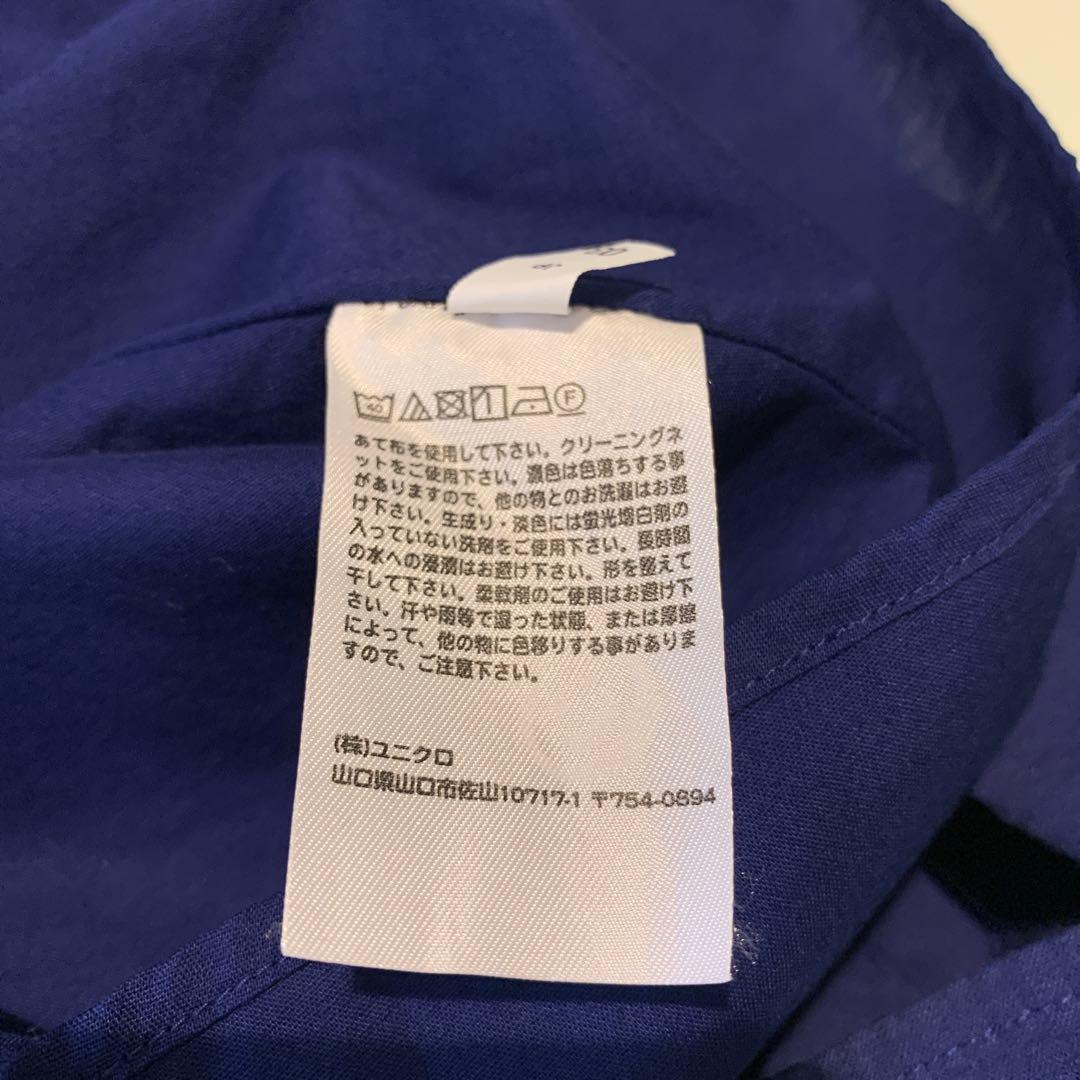 40 F
あて布を使用して下さい。クリーニングネ
ットをご使用下さい。濃色は色落ちする事
がありますので、他の物とのお洗濯はお避
け下さい。生成り・淡色には蛍光増白剤の
入っていない洗剤をご使用下さい。長時間
の水への浸漬はお避け下さい。形を整えて
干して下さい。柔軟剤のご使用はお避け下
さい。汗や雨等で湿った状態、または摩擦
によって、他の物に色移りする事がありま
すので、ご注意下さい。
(株)ユニクロ
山口県山口市佐山10717-1 〒754-0894